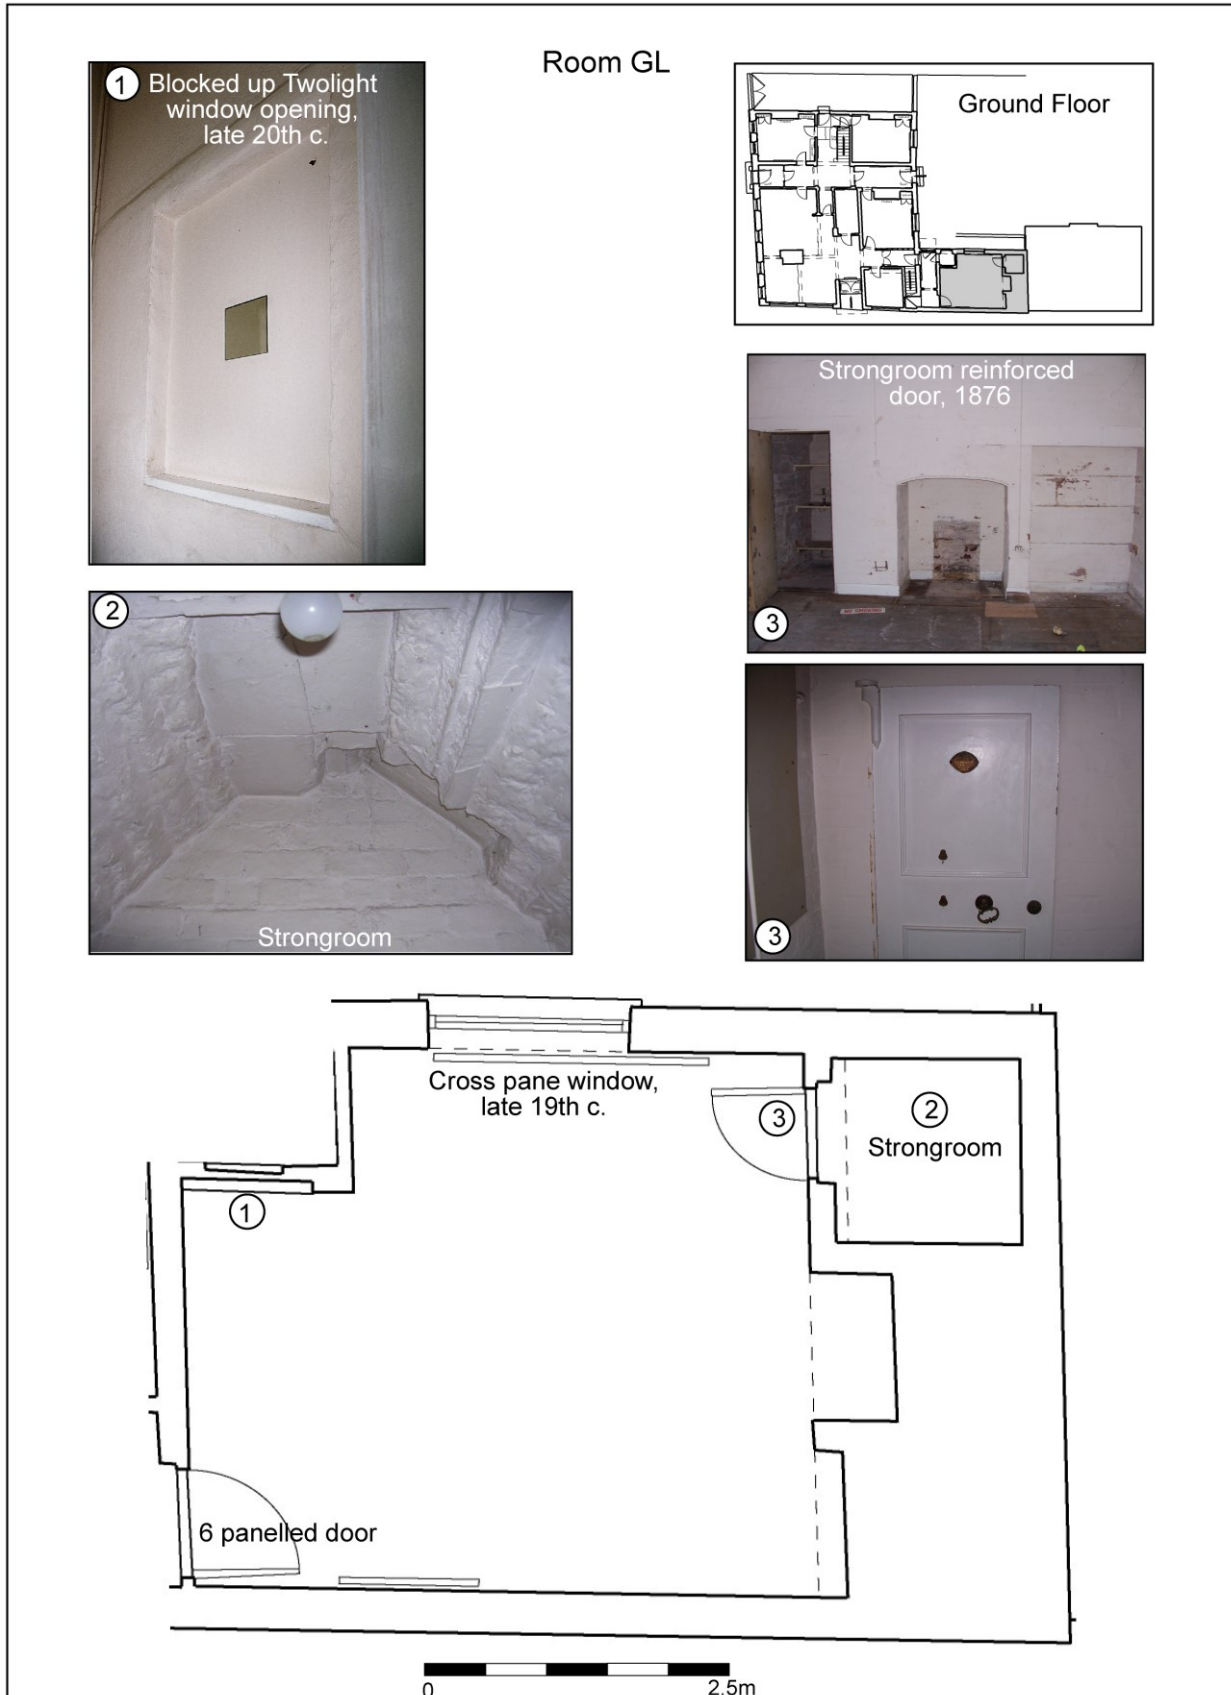 Room GL
1
Blocked up Twolight
window opening,
late 20th c.
Ground Floor
Strongroom reinforced
door, 1876
3
2
Strongroom
3
Cross pane window,
late 19th c.
3
2
Strongroom
1
6 panelled door
0
2.5m